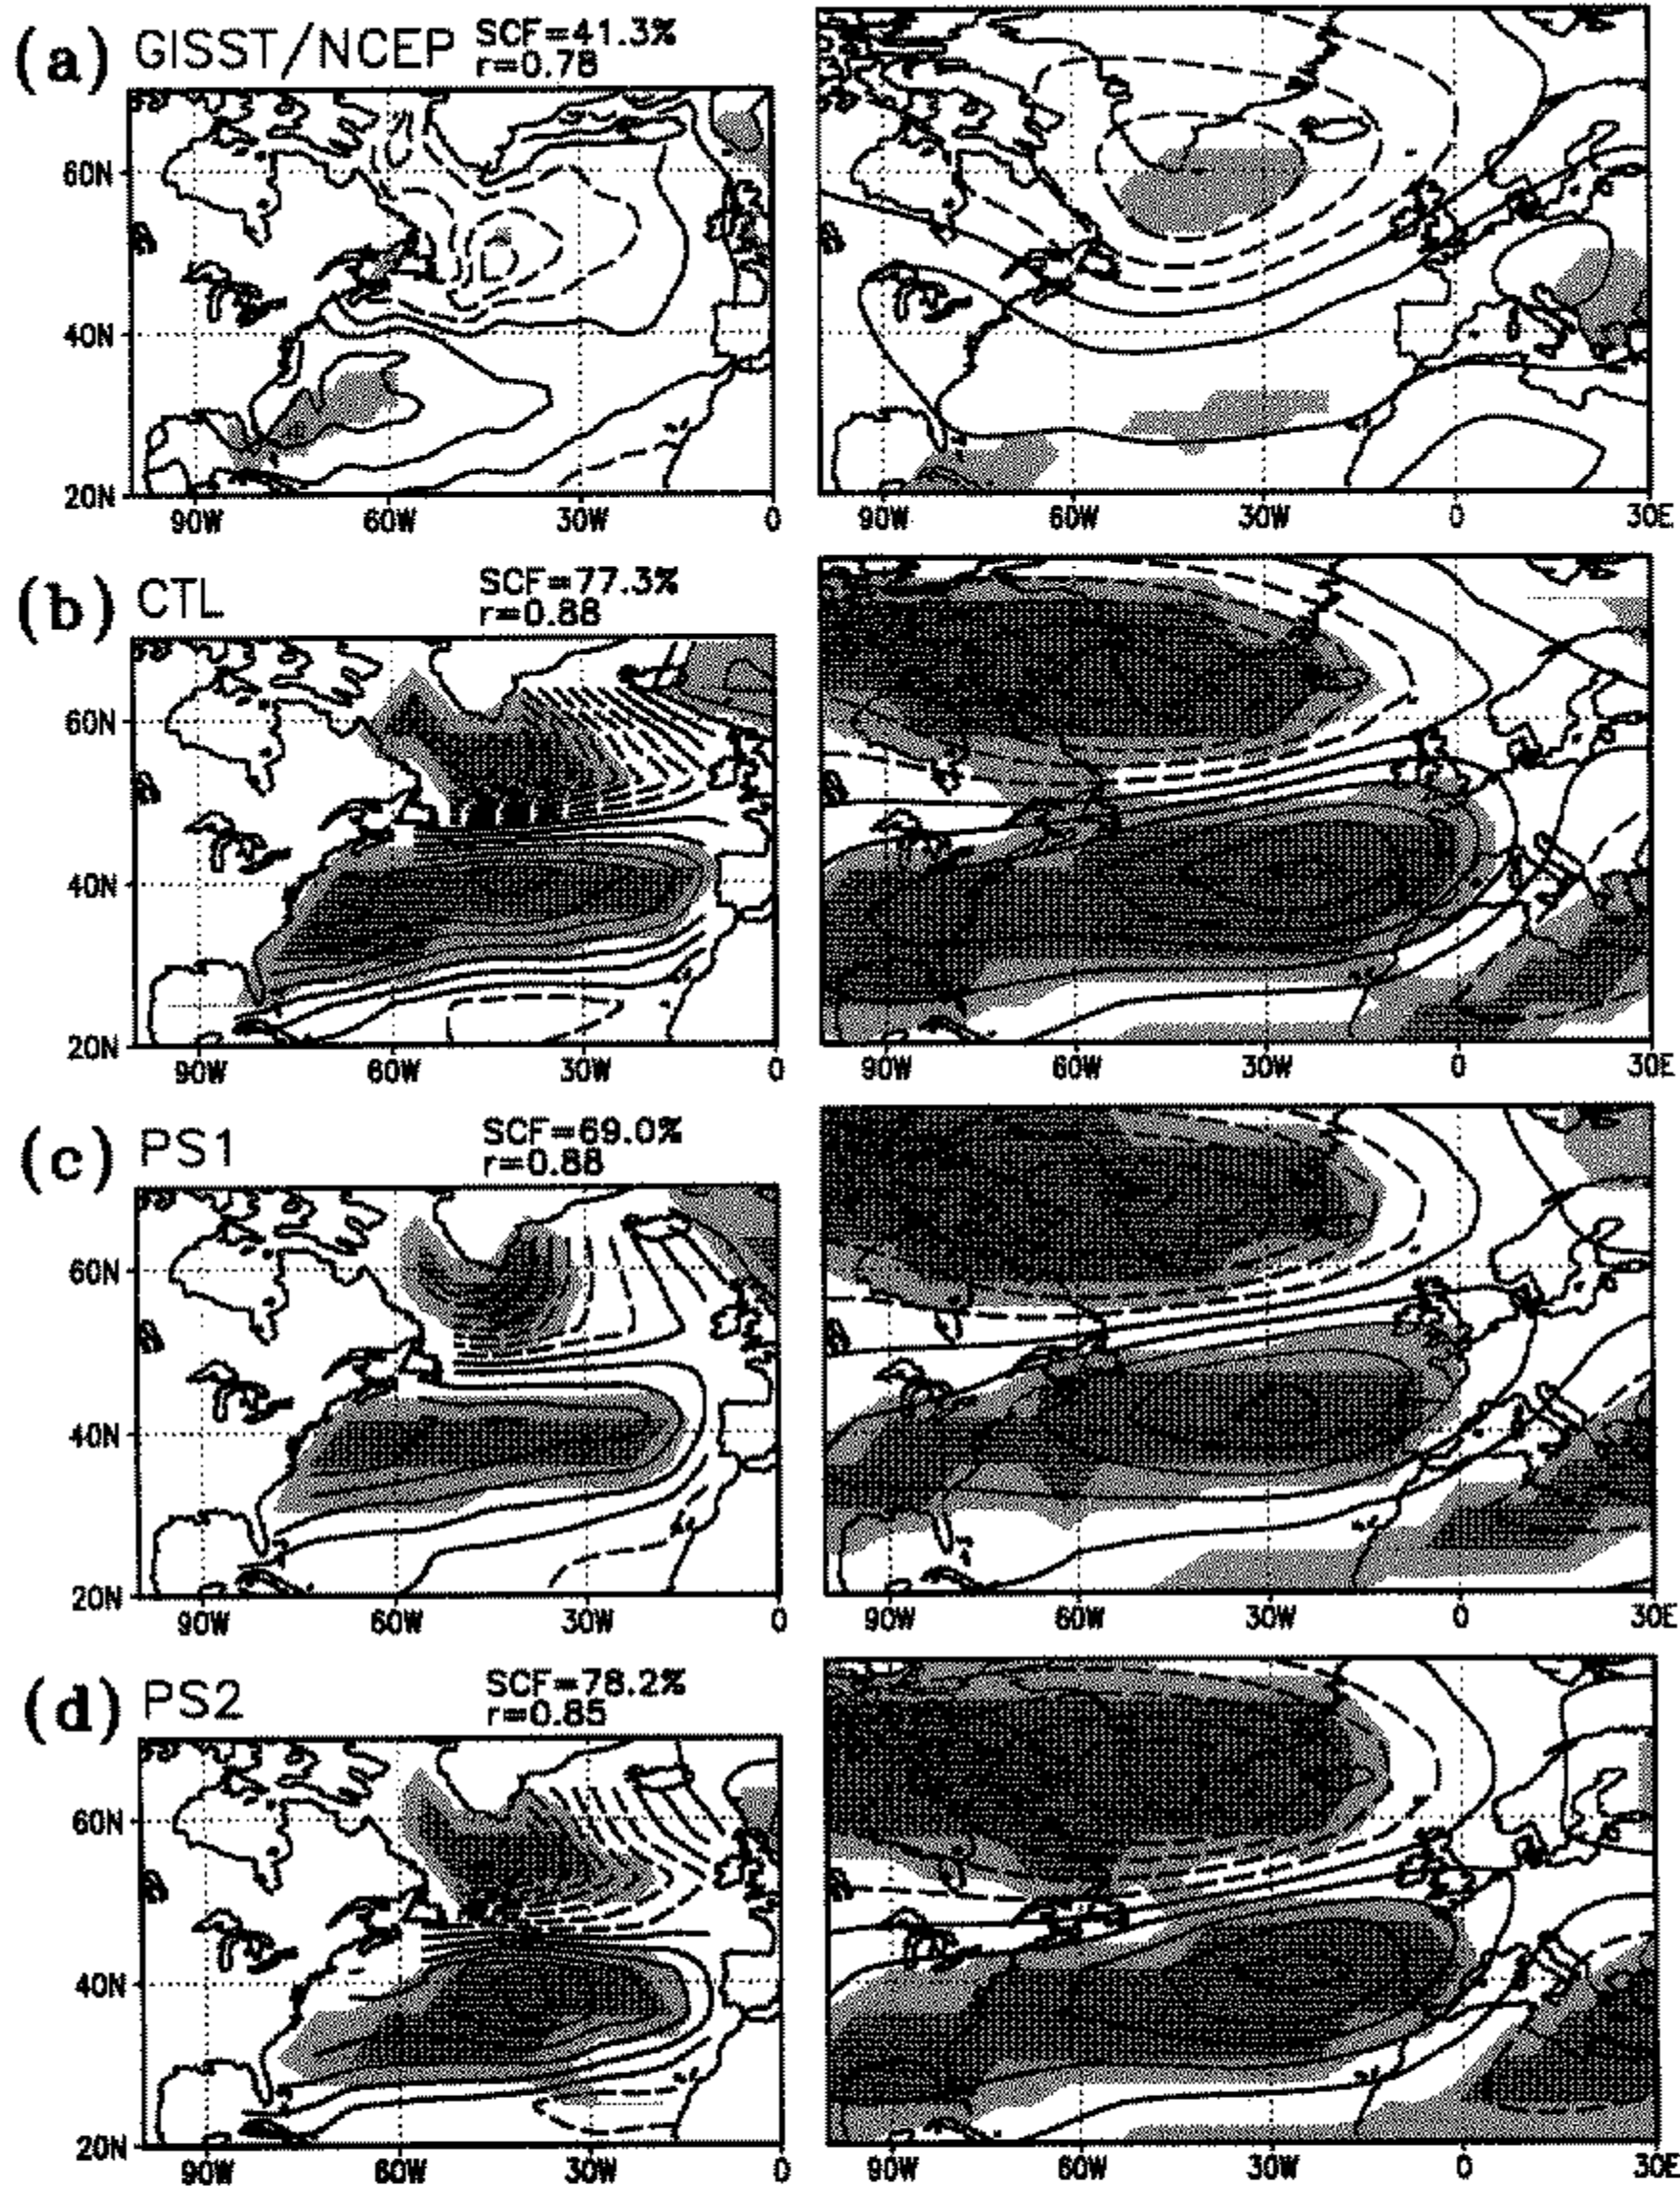 (a) GISST/NCEP SCF=41.3%
r=0.78
60N
40N
20N
90W 60W 30W 0
90W 60W 30W 0 30E
(b) CTL SCF=77.3%
r=0.88
60N
40N
20N
90W 60W 30W 0
90W 60W 30W 0 30E
(c) PS1 SCF=69.0%
r=0.88
60N
40N
20N
90W 60W 30W 0
90W 60W 30W 0 30E
(d) PS2 SCF=78.2%
r=0.85
60N
40N
20N
90W 60W 30W 0
90W 60W 30W 0 30E